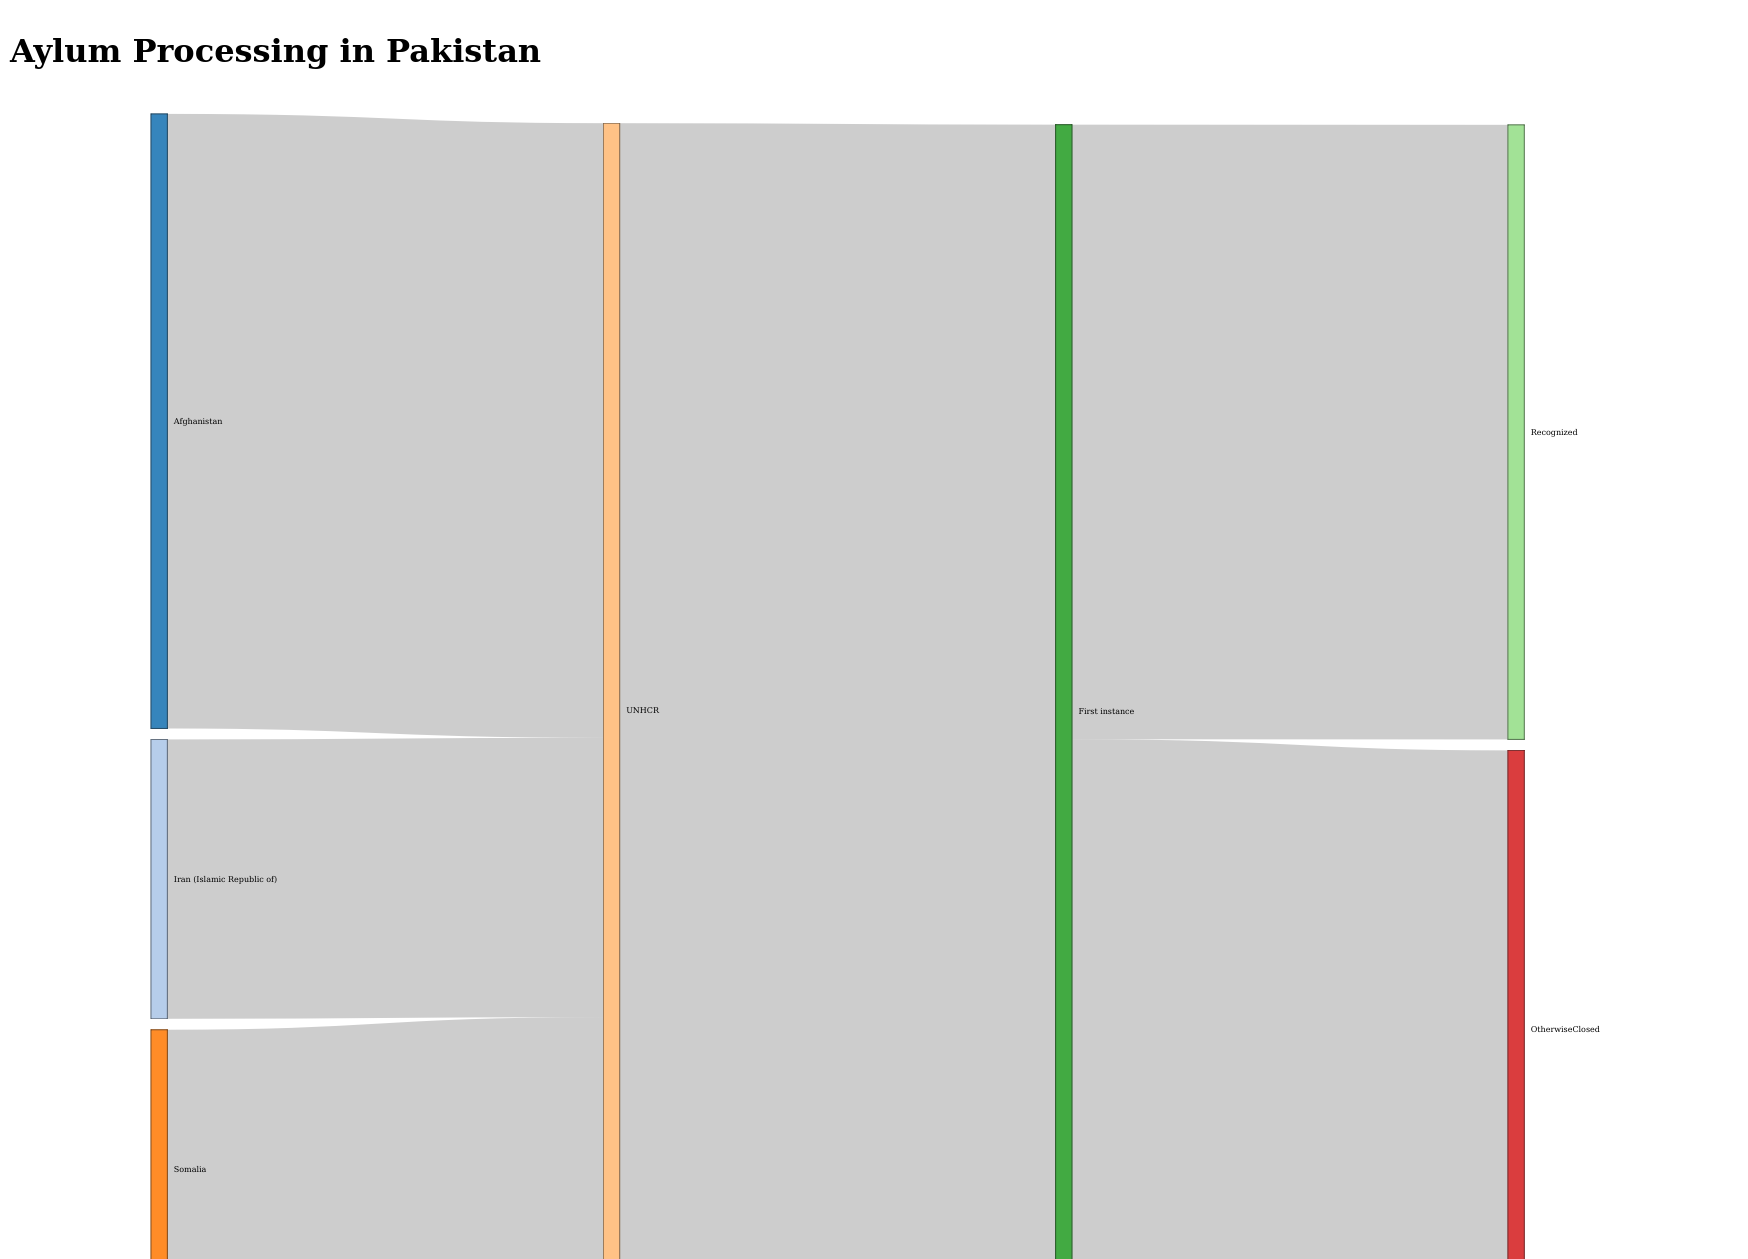 Aylum Processing in Pakistan
Afghanistan
Recognized
UNHCR
First instance
Iran (Islamic Republic of)
OtherwiseClosed
Somalia